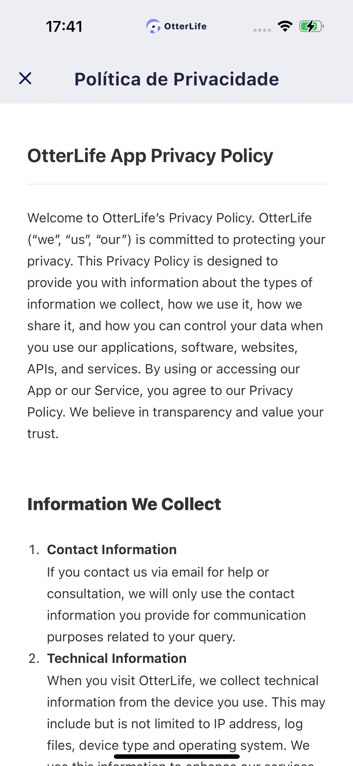 17:41
OtterLife
Política de Privacidade
OtterLife App Privacy Policy
Welcome to OtterLife’s Privacy Policy. OtterLife
(“we”, “us”, “our”) is committed to protecting your
privacy. This Privacy Policy is designed to
provide you with information about the types of
information we collect, how we use it, how we
share it, and how you can control your data when
you use our applications, software, websites,
APIs, and services. By using or accessing our
App or our Service, you agree to our Privacy
Policy. We believe in transparency and value your
trust.
Information We Collect
1. Contact Information
If you contact us via email for help or
consultation, we will only use the contact
information you provide for communication
purposes related to your query.
2. Technical Information
When you visit OtterLife, we collect technical
information from the device you use. This may
include but is not limited to IP address, log
files, device type and operating system. We
use this information to enhance our services